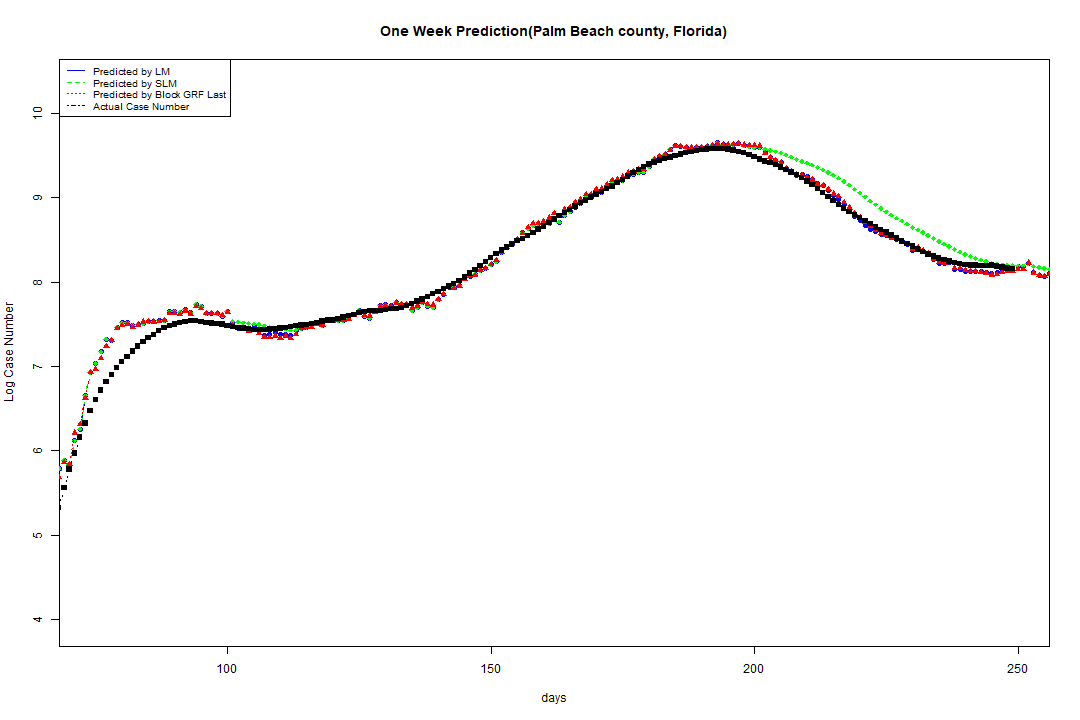 One Week Prediction(Palm Beach county, Florida)
Predicted by LM
Predicted by SLM
Predicted by Block GRF Last
Actual Case Number
10
9
8
7
6
5
4
Log Case Number
100 150 200 250
days